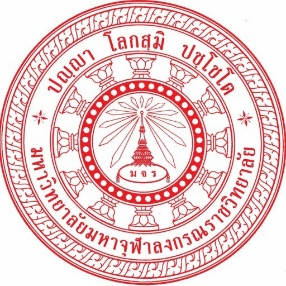 ปญฺญา โลกสฺมิ ปชฺโชโต
ม จ ร
มหาวิทยาลัยมหาจุฬาลงกรณราชวิทยาลัย